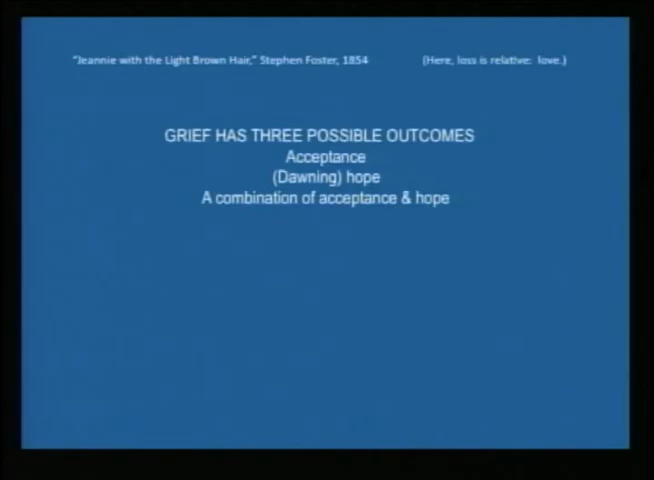 "Jeannie with the Light Brown Hair," Stephen Foster, 1854 (Here, loss is relative: love.)
GRIEF HAS THREE POSSIBLE OUTCOMES
Acceptance
(Dawning) hope
A combination of acceptance & hope